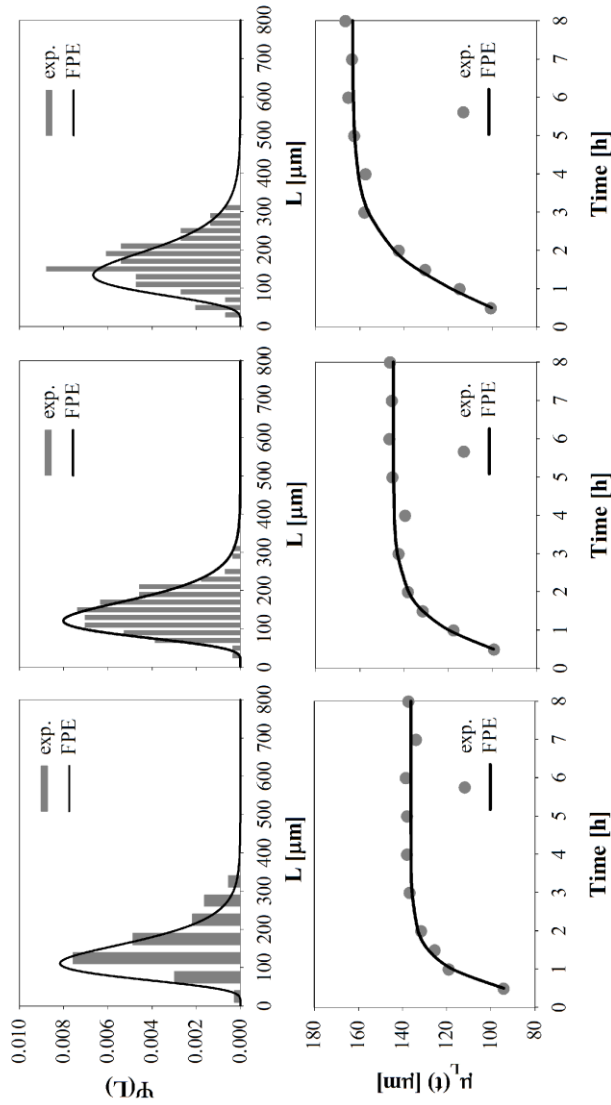 0.010
0.008
0.006
0.004
0.002
0.000
Ψ(L)
exp.
FPE
0 100 200 300 400 500 600 700 800
L [μm]
exp.
FPE
0 100 200 300 400 500 600 700 800
L [μm]
exp.
FPE
0 100 200 300 400 500 600 700 800
L [μm]
180
160
140
120
100
80
μL(t) [μm]
exp.
FPE
0 1 2 3 4 5 6 7 8
Time [h]
exp.
FPE
0 1 2 3 4 5 6 7 8
Time [h]
exp.
FPE
0 1 2 3 4 5 6 7 8
Time [h]